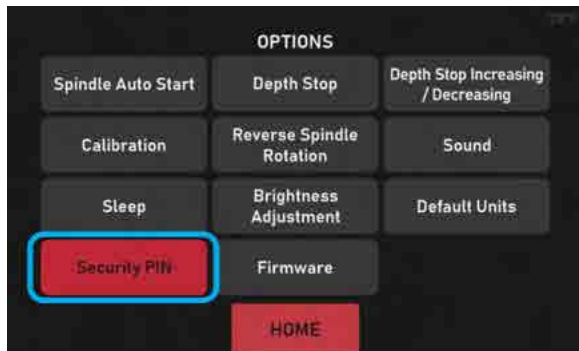 OPTIONS
Spindle Auto Start
Depth Stop
Depth Stop Increasing
/ Decreasing
Calibration
Reverse Spindle
Rotation
Sound
Sleep
Brightness
Adjustment
Default Units
Security PIN
Firmware
HOME